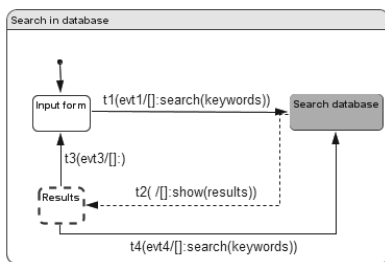 Search in database
t1(evt1/[]:search(keywords))
Input form
Search database
t3(evt3/[]:)
t2( /[]:show(results))
Results
t4(evt4/[]:search(keywords))